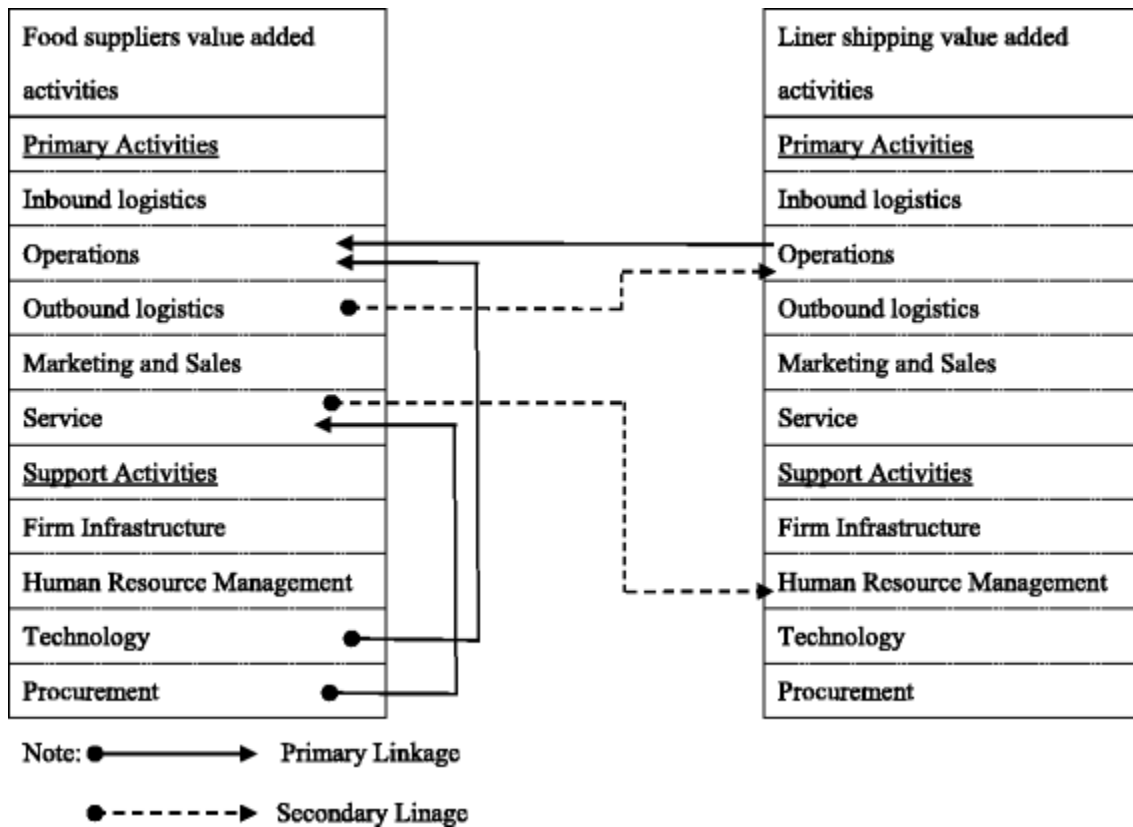 Food suppliers value added
activities
Primary Activities
Inbound logistics
Operations
Outbound logistics
Marketing and Sales
Service
Support Activities
Firm Infrastructure
Human Resource Management
Technology
Procurement
Liner shipping value added
activities
Primary Activities
Inbound logistics
Operations
Outbound logistics
Marketing and Sales
Service
Support Activities
Firm Infrastructure
Human Resource Management
Technology
Procurement
Note: Primary Linkage
Secondary Linage